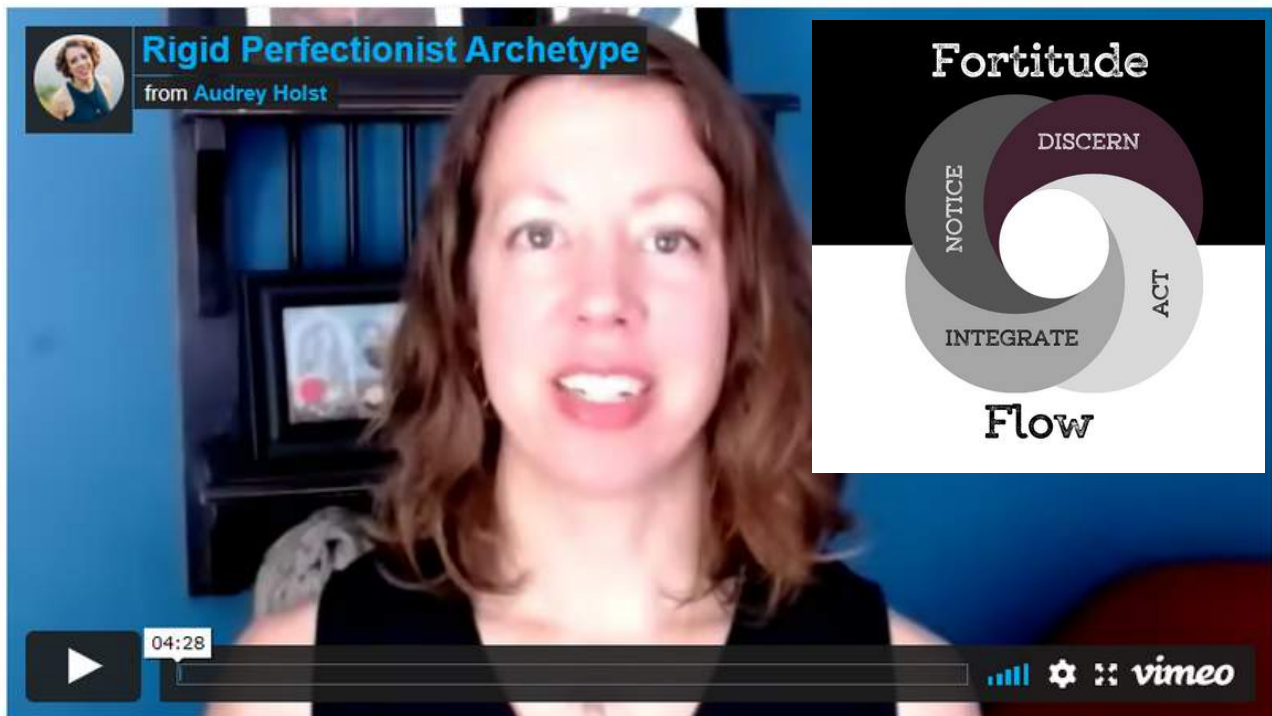 Rigid Perfectionist Archetype
from Audrey Holst
Fortitude
DISCERN
NOTICE
ACT
INTEGRATE
Flow
04:28
vimeo